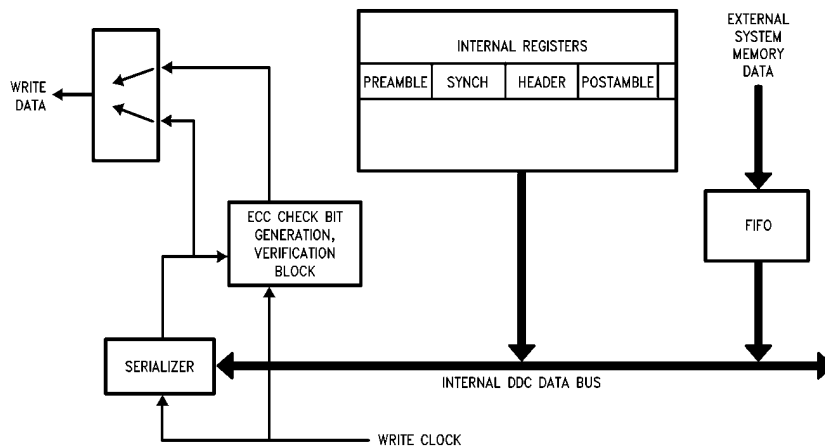 EXTERNAL
SYSTEM
MEMORY
DATA
INTERNAL REGISTERS
PREAMBLE
SYNCH
HEADER
POSTAMBLE
WRITE
DATA
ECC CHECK BIT
GENERATION,
VERIFICATION
BLOCK
FIFO
SERIALIZER
INTERNAL DDC DATA BUS
WRITE CLOCK